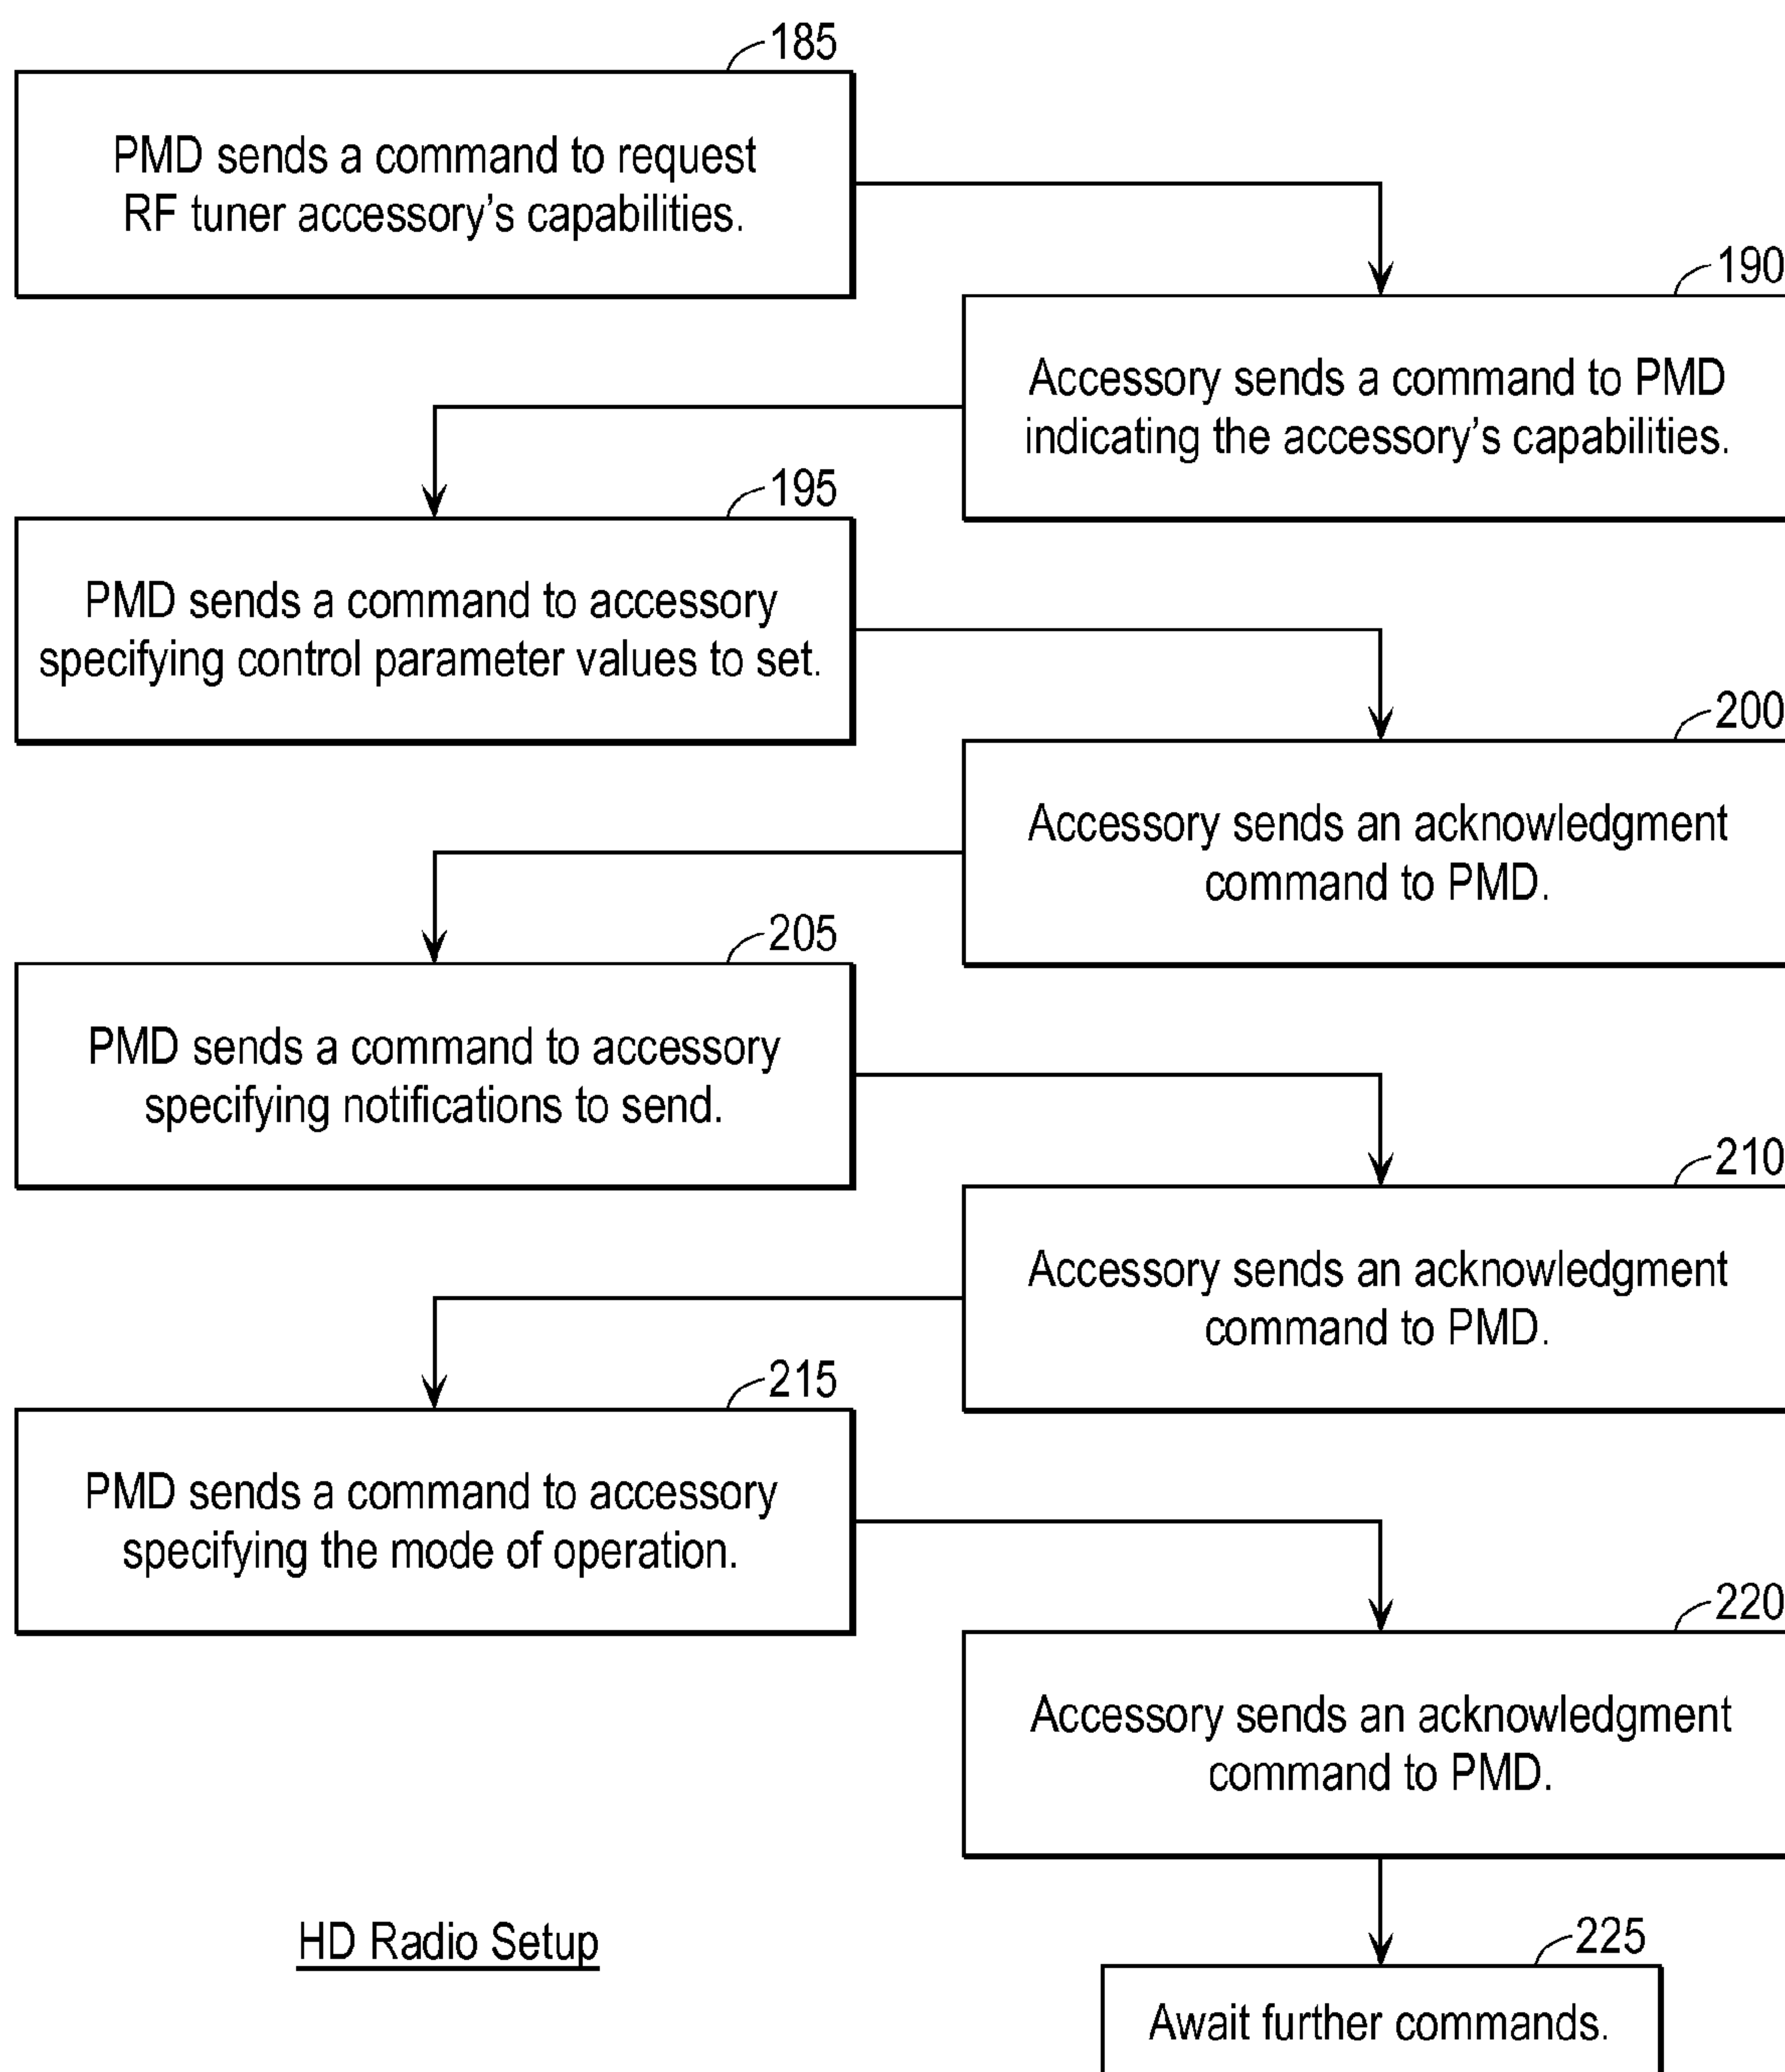 185
PMD sends a command to request
RF tuner accessory's capabilities.
190
Accessory sends a command to PMD
indicating the accessory's capabilities.
195
PMD sends a command to accessory
specifying control parameter values to set.
200
Accessory sends an acknowledgment
command to PMD.
205
PMD sends a command to accessory
specifying notifications to send.
210
Accessory sends an acknowledgment
command to PMD.
215
PMD sends a command to accessory
specifying the mode of operation.
220
Accessory sends an acknowledgment
command to PMD.
HD Radio Setup
225
Await further commands.